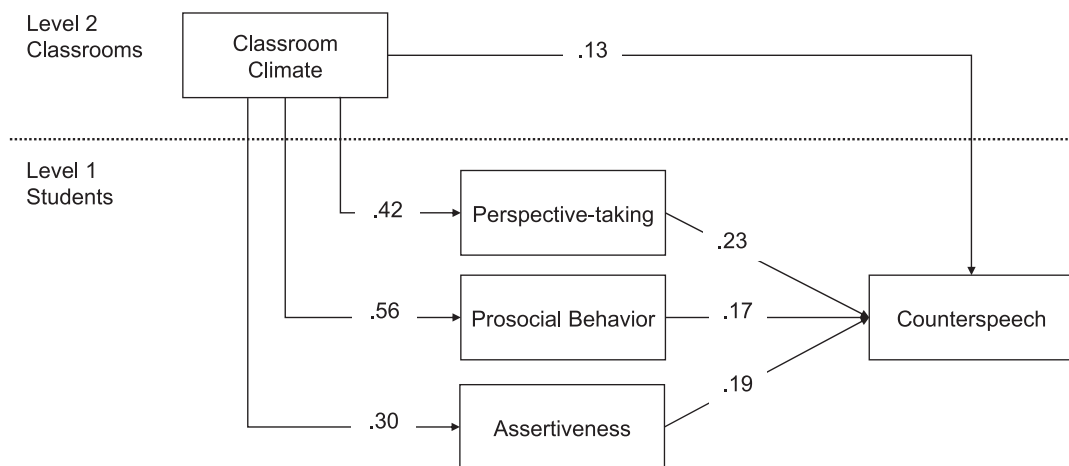 Level 2
Classrooms
Classroom
Climate
.13
Level 1
Students
.42
Perspective-taking
.23
.56
Prosocial Behavior
.17
Counterspeech
.30
Assertiveness
.19